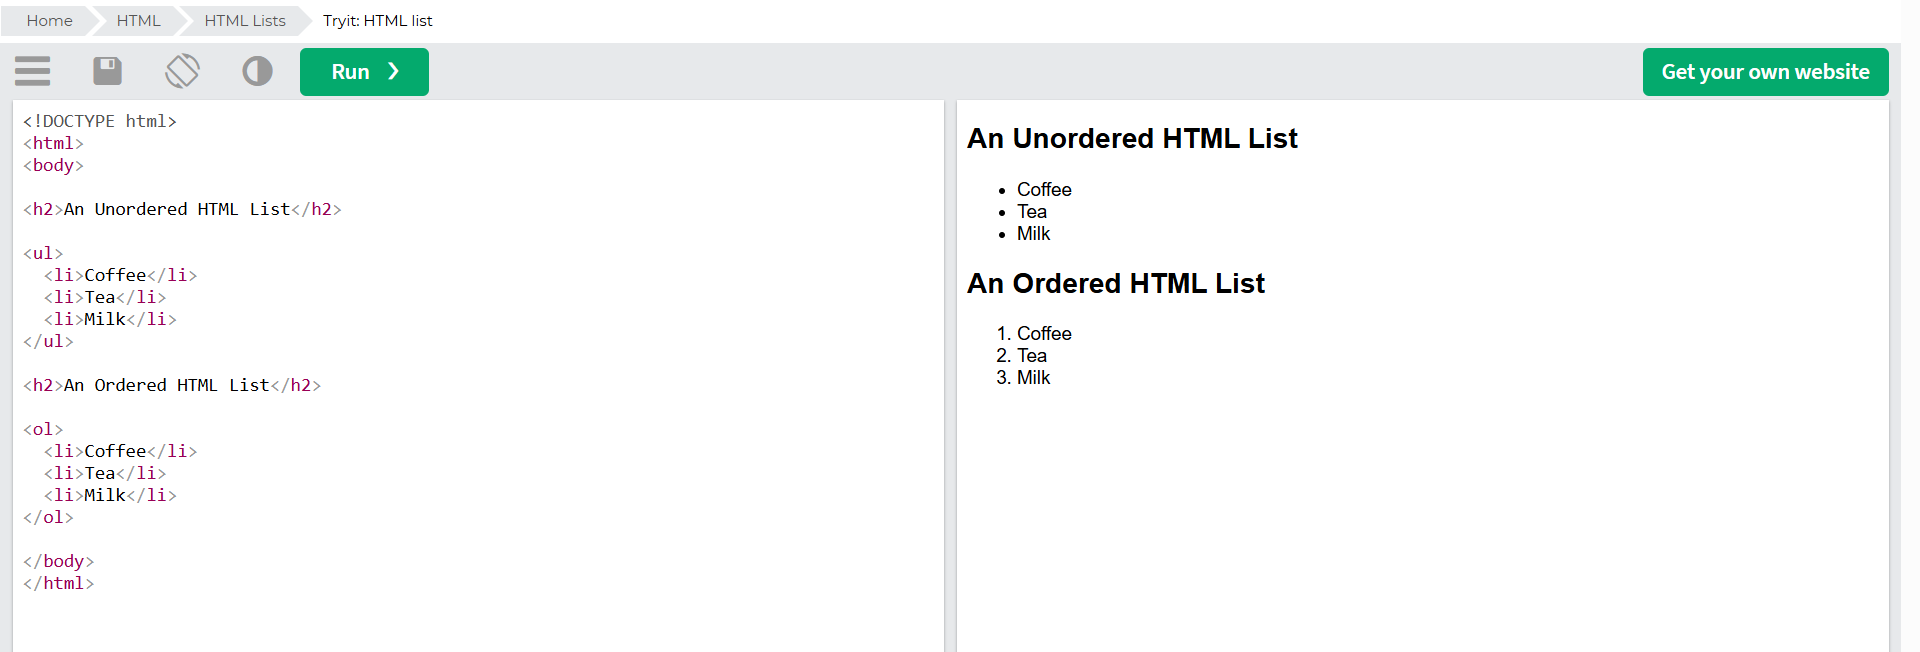 Home HTML HTML Lists Tryit: HTML list
Run ❯ Get your own website
<!DOCTYPE html>
<html>
<body>
<h2>An Unordered HTML List</h2>
<ul>
<li>Coffee</li>
<li>Tea</li>
<li>Milk</li>
</ul>
<h2>An Ordered HTML List</h2>
<ol>
<li>Coffee</li>
<li>Tea</li>
<li>Milk</li>
</ol>
</body>
</html>
An Unordered HTML List
• Coffee
• Tea
• Milk
An Ordered HTML List
1. Coffee
2. Tea
3. Milk